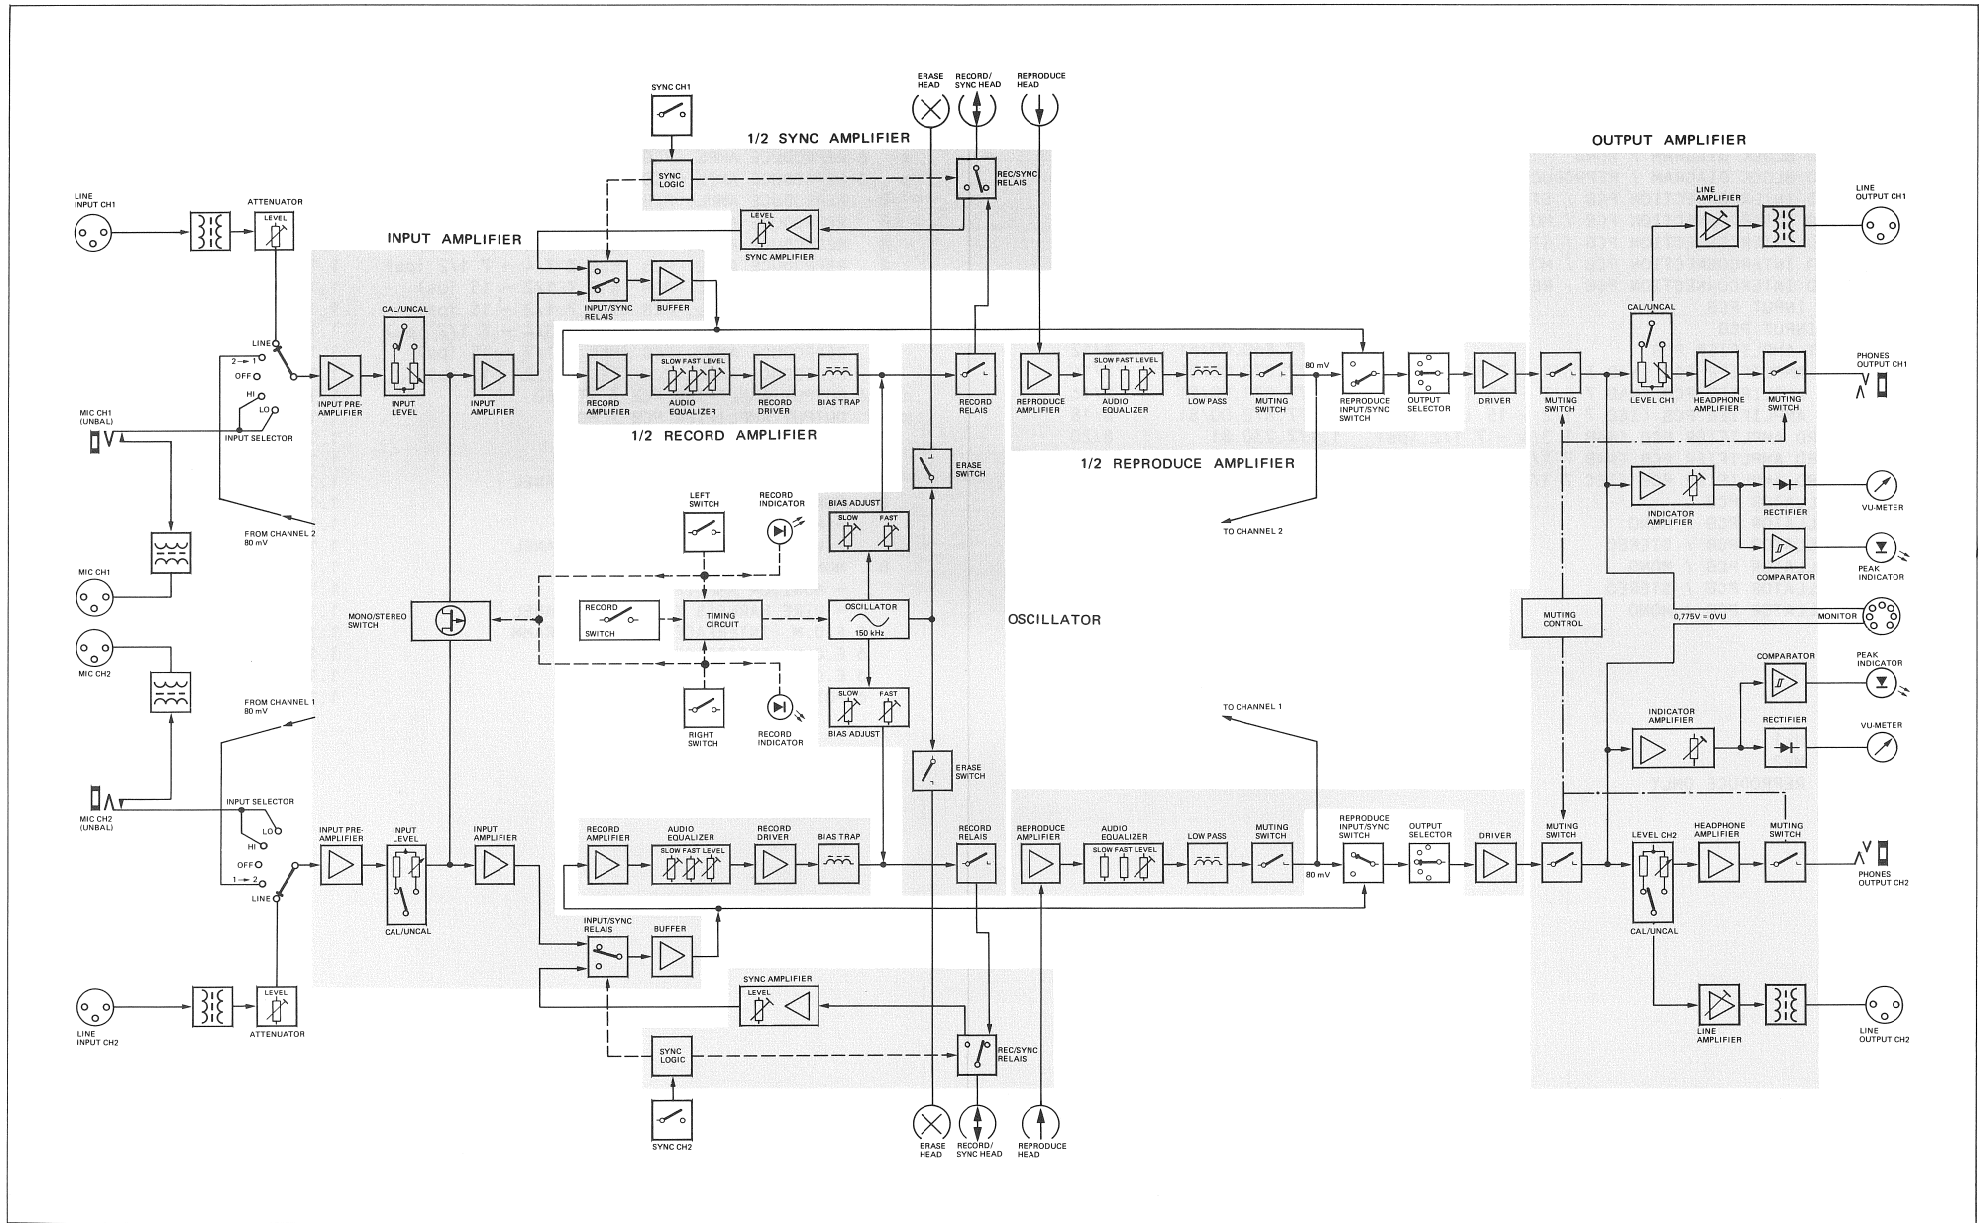 ERASE
HEAD
RECORD/
SYNC HEAD
REPRODUCE
HEAD
SYNC CH1
1/2 SYNC AMPLIFIER
OUTPUT AMPLIFIER
SYNC
LOGIC
REC/SYNC
RELAIS
LINE
INPUT CH1
ATTENUATOR
LEVEL
LEVEL
SYNC AMPLIFIER
LINE
AMPLIFIER
LINE
OUTPUT CH1
INPUT AMPLIFIER
INPUT/SYNC
RELAIS
BUFFER
CAL/UNCAL
CAL/UNCAL
LINE
2→1
OFF
HI
LO
INPUT SELECTOR
MIC CH1
(UNBAL)
INPUT PRE-
AMPLIFIER
INPUT
LEVEL
INPUT
AMPLIFIER
RECORD
AMPLIFIER
SLOW FAST LEVEL
AUDIO
EQUALIZER
RECORD
DRIVER
BIAS TRAP
RECORD
RELAIS
REPRODUCE
AMPLIFIER
SLOW FAST LEVEL
AUDIO
EQUALIZER
LOW PASS
MUTING
SWITCH
80 mV
REPRODUCE
INPUT/SYNC
SWITCH
OUTPUT
SELECTOR
DRIVER
MUTING
SWITCH
LEVEL CH1
HEADPHONE
AMPLIFIER
MUTING
SWITCH
PHONES
OUTPUT CH1
1/2 RECORD AMPLIFIER
1/2 REPRODUCE AMPLIFIER
ERASE
SWITCH
LEFT
SWITCH
RECORD
INDICATOR
BIAS ADJUST
SLOW
FAST
INDICATOR
AMPLIFIER
RECTIFIER
VU-METER
FROM CHANNEL 2
80 mV
TO CHANNEL 2
COMPARATOR
PEAK
INDICATOR
MIC CH1
MONO/STEREO
SWITCH
RECORD
SWITCH
TIMING
CIRCUIT
OSCILLATOR
150 kHz
OSCILLATOR
MUTING
CONTROL
0,775V = 0VU
MONITOR
MIC CH2
COMPARATOR
PEAK
INDICATOR
FROM CHANNEL 1
80 mV
RIGHT
SWITCH
RECORD
INDICATOR
SLOW
FAST
BIAS ADJUST
TO CHANNEL 1
INDICATOR
AMPLIFIER
RECTIFIER
VU-METER
ERASE
SWITCH
MIC CH2
(UNBAL)
INPUT SELECTOR
LO
HI
OFF
1→2
LINE
INPUT PRE-
AMPLIFIER
INPUT
LEVEL
INPUT
AMPLIFIER
RECORD
AMPLIFIER
AUDIO
EQUALIZER
SLOW FAST LEVEL
RECORD
DRIVER
BIAS TRAP
RECORD
RELAIS
REPRODUCE
AMPLIFIER
AUDIO
EQUALIZER
SLOW FAST LEVEL
LOW PASS
MUTING
SWITCH
80 mV
REPRODUCE
INPUT/SYNC
SWITCH
OUTPUT
SELECTOR
DRIVER
MUTING
SWITCH
LEVEL CH2
HEADPHONE
AMPLIFIER
MUTING
SWITCH
PHONES
OUTPUT CH2
CAL/UNCAL
CAL/UNCAL
INPUT/SYNC
RELAIS
BUFFER
SYNC AMPLIFIER
LEVEL
LEVEL
ATTENUATOR
LINE
INPUT CH2
LINE
AMPLIFIER
LINE
OUTPUT CH2
SYNC
LOGIC
REC/SYNC
RELAIS
SYNC CH2
ERASE
HEAD
RECORD/
SYNC HEAD
REPRODUCE
HEAD